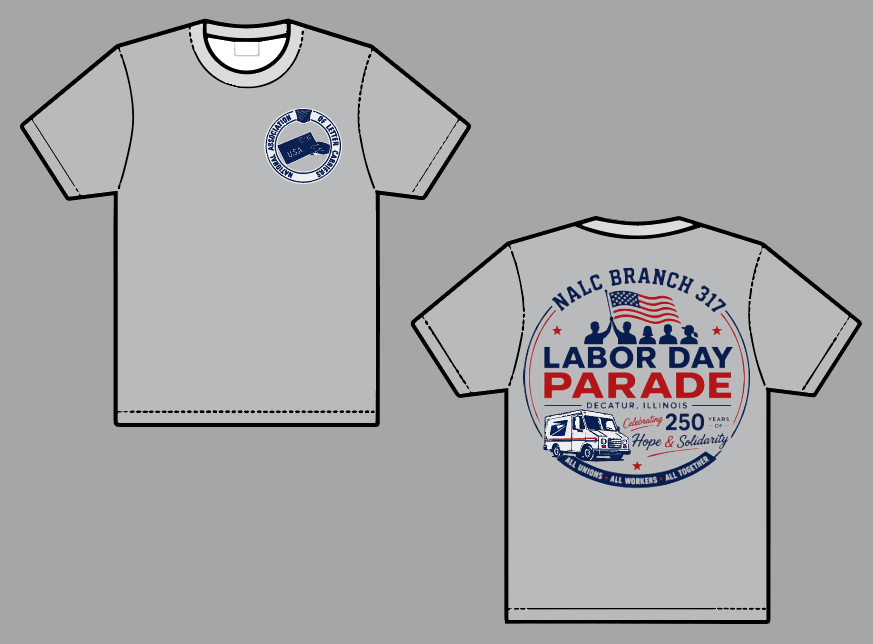 NATIONAL ASSOCIATION OF LETTER CARRIERS
U.S.A.
NALC BRANCH 317
LABOR DAY
PARADE
DECATUR, ILLINOIS
Celebrating 250 YEARS OF
Hope & Solidarity
ALL UNIONS · ALL WORKERS · ALL TOGETHER